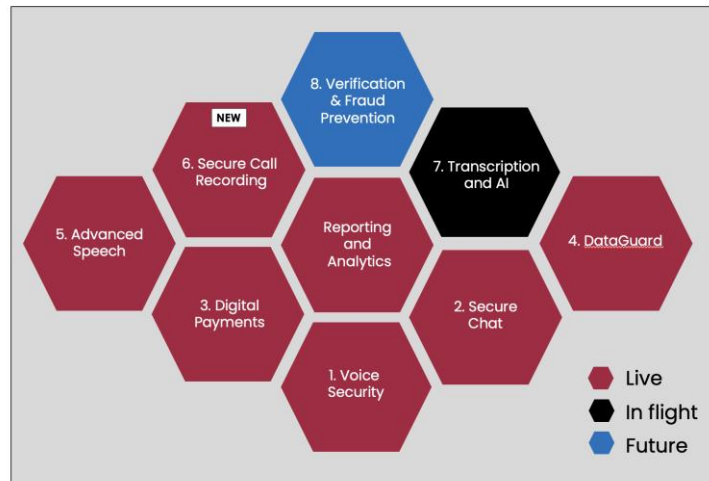 8. Verification
& Fraud
Prevention
NEW
6. Secure Call
Recording
7. Transcription
and AI
5. Advanced
Speech
Reporting
and
Analytics
4. DataGuard
3. Digital
Payments
2. Secure
Chat
1. Voice
Security
Live
In flight
Future